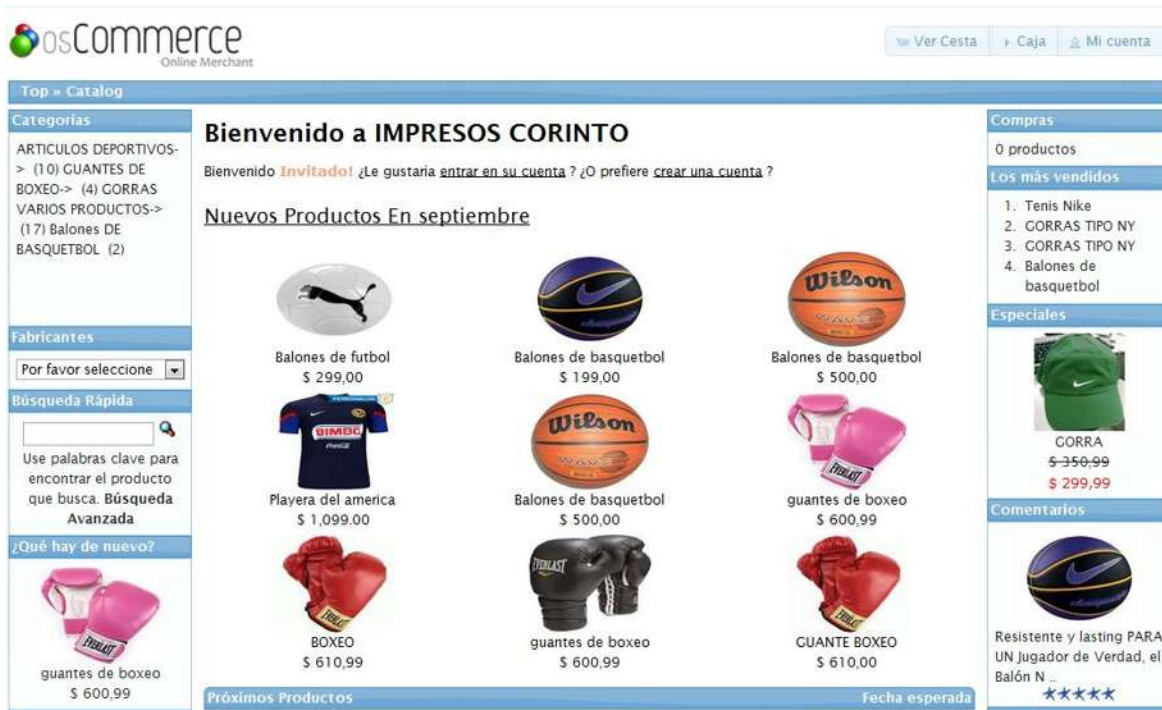 osCommerce
Online Merchant
Ver Cesta
Caja
Mi cuenta
Top » Catalog
Categorías
ARTICULOS DEPORTIVOS-
> (10) GUANTES DE
BOXEO-> (4) GORRAS
VARIOS PRODUCTOS->
(17) Balones DE
BASQUETBOL (2)
Fabricantes
Por favor seleccione
Búsqueda Rápida
Use palabras clave para
encontrar el producto
que busca. Búsqueda
Avanzada
¿Qué hay de nuevo?
EVERLAST
guantes de boxeo
$ 600,99
Bienvenido a IMPRESOS CORINTO
Bienvenido Invitado! ¿Le gustaria entrar en su cuenta ? ¿O prefiere crear una cuenta ?
Nuevos Productos En septiembre
Wilson
WAVE
Balones de futbol
Balones de basquetbol
Balones de basquetbol
$ 299,00
$ 199,00
$ 500,00
BIMBO
Coca-Cola
Wilson
WAVE
EVERLAST
Playera del america
Balones de basquetbol
guantes de boxeo
$ 1,099.00
$ 500,00
$ 600,99
EVERLAST
EVERLAST
EVERLAST
BOXEO
guantes de boxeo
GUANTE BOXEO
$ 610,99
$ 600,99
$ 610,00
Próximos Productos
Fecha esperada
Compras
0 productos
Los más vendidos
1. Tenis Nike
2. GORRAS TIPO NY
3. GORRAS TIPO NY
4. Balones de
basquetbol
Especiales
GORRA
$ 350,99
$ 299,99
Comentarios
Resistente y lasting PARA
UN Jugador de Verdad, el
Balón N ..